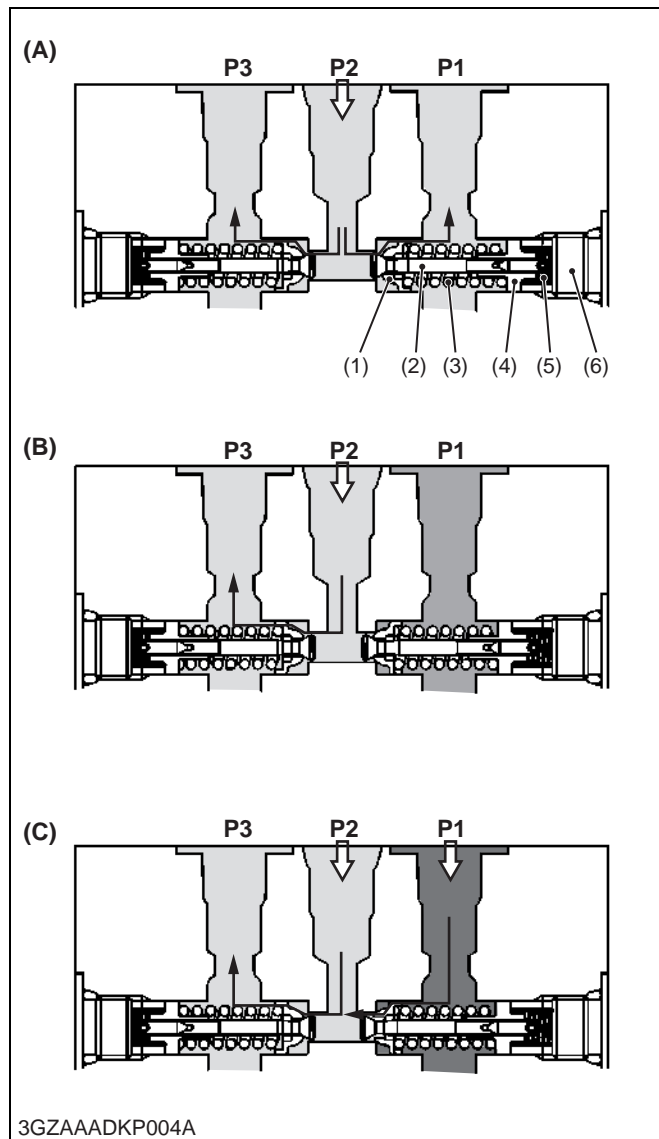 (A)
P3 P2 P1
(1) (2) (3) (4) (5) (6)
(B)
P3 P2 P1
(C)
P3 P2 P1
3GZAAADKP004A